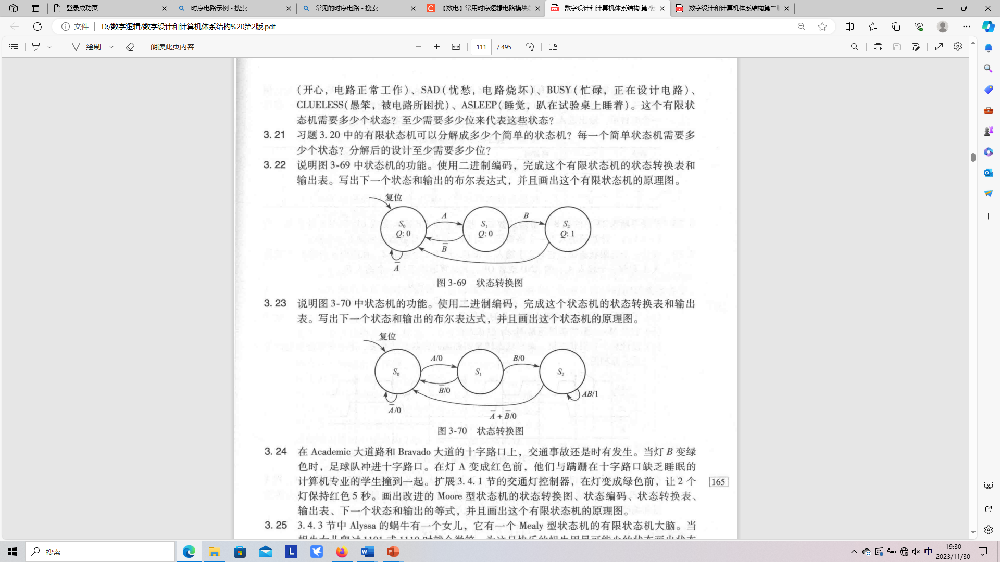 登录成功页
时序电路示例 - 搜索
常见的时序电路 - 搜索
【数电】常用时序逻辑电路模块
数字设计和计算机体系结构 第2版
数字设计和计算机体系结构第二版
文件
D:/数字逻辑/数字设计和计算机体系结构%20第2版.pdf
绘制
朗读此页内容
111 / 495
(开心，电路正常工作)、SAD(忧愁，电路烧坏)、BUSY(忙碌，正在设计电路)、
CLUELESS(愚笨，被电路所困扰)、ASLEEP(睡觉，趴在试验桌上睡着)。这个有限状
态机需要多少个状态？至少需要多少位来代表这些状态？
3. 21 习题 3. 20 中的有限状态机可以分解成多少个简单的状态机？每一个简单状态机需要多
少个状态？分解后的设计至少需要多少位？
3. 22 说明图 3-69 中状态机的功能。使用二进制编码，完成这个有限状态机的状态转换表和
输出表。写出下一个状态和输出的布尔表达式，并且画出这个有限状态机的原理图。
复位
A
B
S₀
Q: 0
S₁
Q: 0
S₂
Q: 1
B̅
A̅
图 3-69 状态转换图
3. 23 说明图 3-70 中状态机的功能。使用二进制编码，完成这个状态机的状态转换表和输出
表。写出下一个状态和输出的布尔表达式，并且画出这个状态机的原理图。
复位
A/0
B/0
S₀
S₁
S₂
B̅/0
AB/1
A̅/0
A̅ + B̅/0
图 3-70 状态转换图
3. 24 在 Academic 大道路和 Bravado 大道的十字路口上，交通事故还是时有发生。当灯 B 变绿
色时，足球队冲进十字路口。在灯 A 变成红色前，他们与蹒跚在十字路口缺乏睡眠的
计算机专业的学生撞到一起。扩展 3. 4. 1 节的交通灯控制器，在灯变成绿色前，让 2 个
165
灯保持红色 5 秒。画出改进的 Moore 型状态机的状态转换图、状态编码、状态转换表、
输出表、下一个状态和输出的等式，并且画出这个有限状态机的原理图。
3. 25 3. 4. 3 节中 Alyssa 的蜗牛有一个女儿，它有一个 Mealy 型状态机的有限状态机大脑。当
搜索
中
19:30
2023/11/30